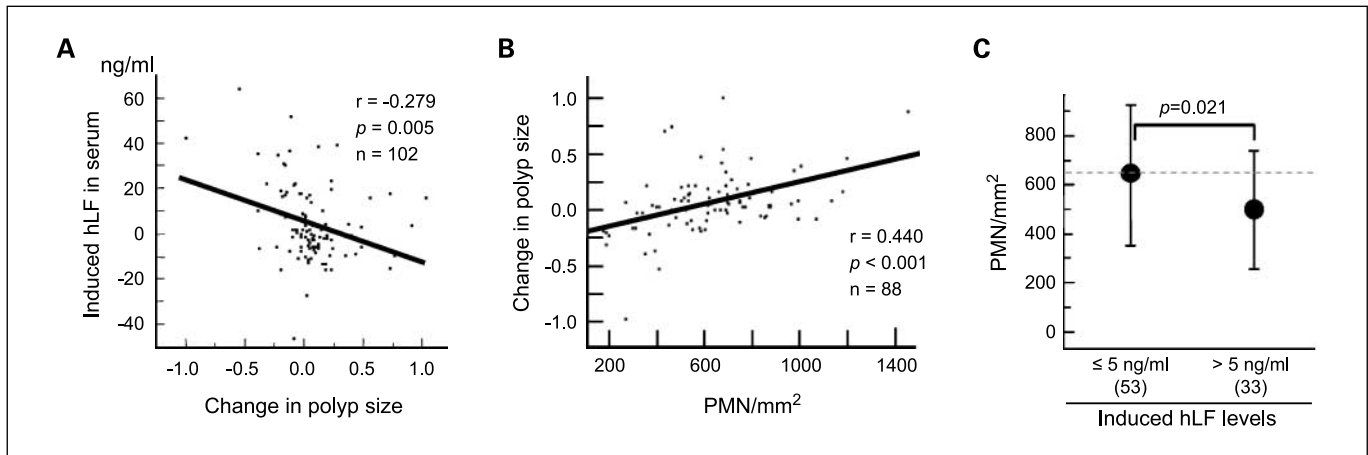 A
ng/ml
Induced hLF in serum
60
40
20
0
-20
-40
r = -0.279
p = 0.005
n = 102
-1.0
-0.5
0.0
0.5
1.0
Change in polyp size
B
Change in polyp size
1.0
0.5
0.0
-0.5
-1.0
r = 0.440
p < 0.001
n = 88
200
600
1000
1400
PMN/mm²
C
p=0.021
PMN/mm²
800
600
400
200
0
≤ 5 ng/ml > 5 ng/ml
(53) (33)
Induced hLF levels